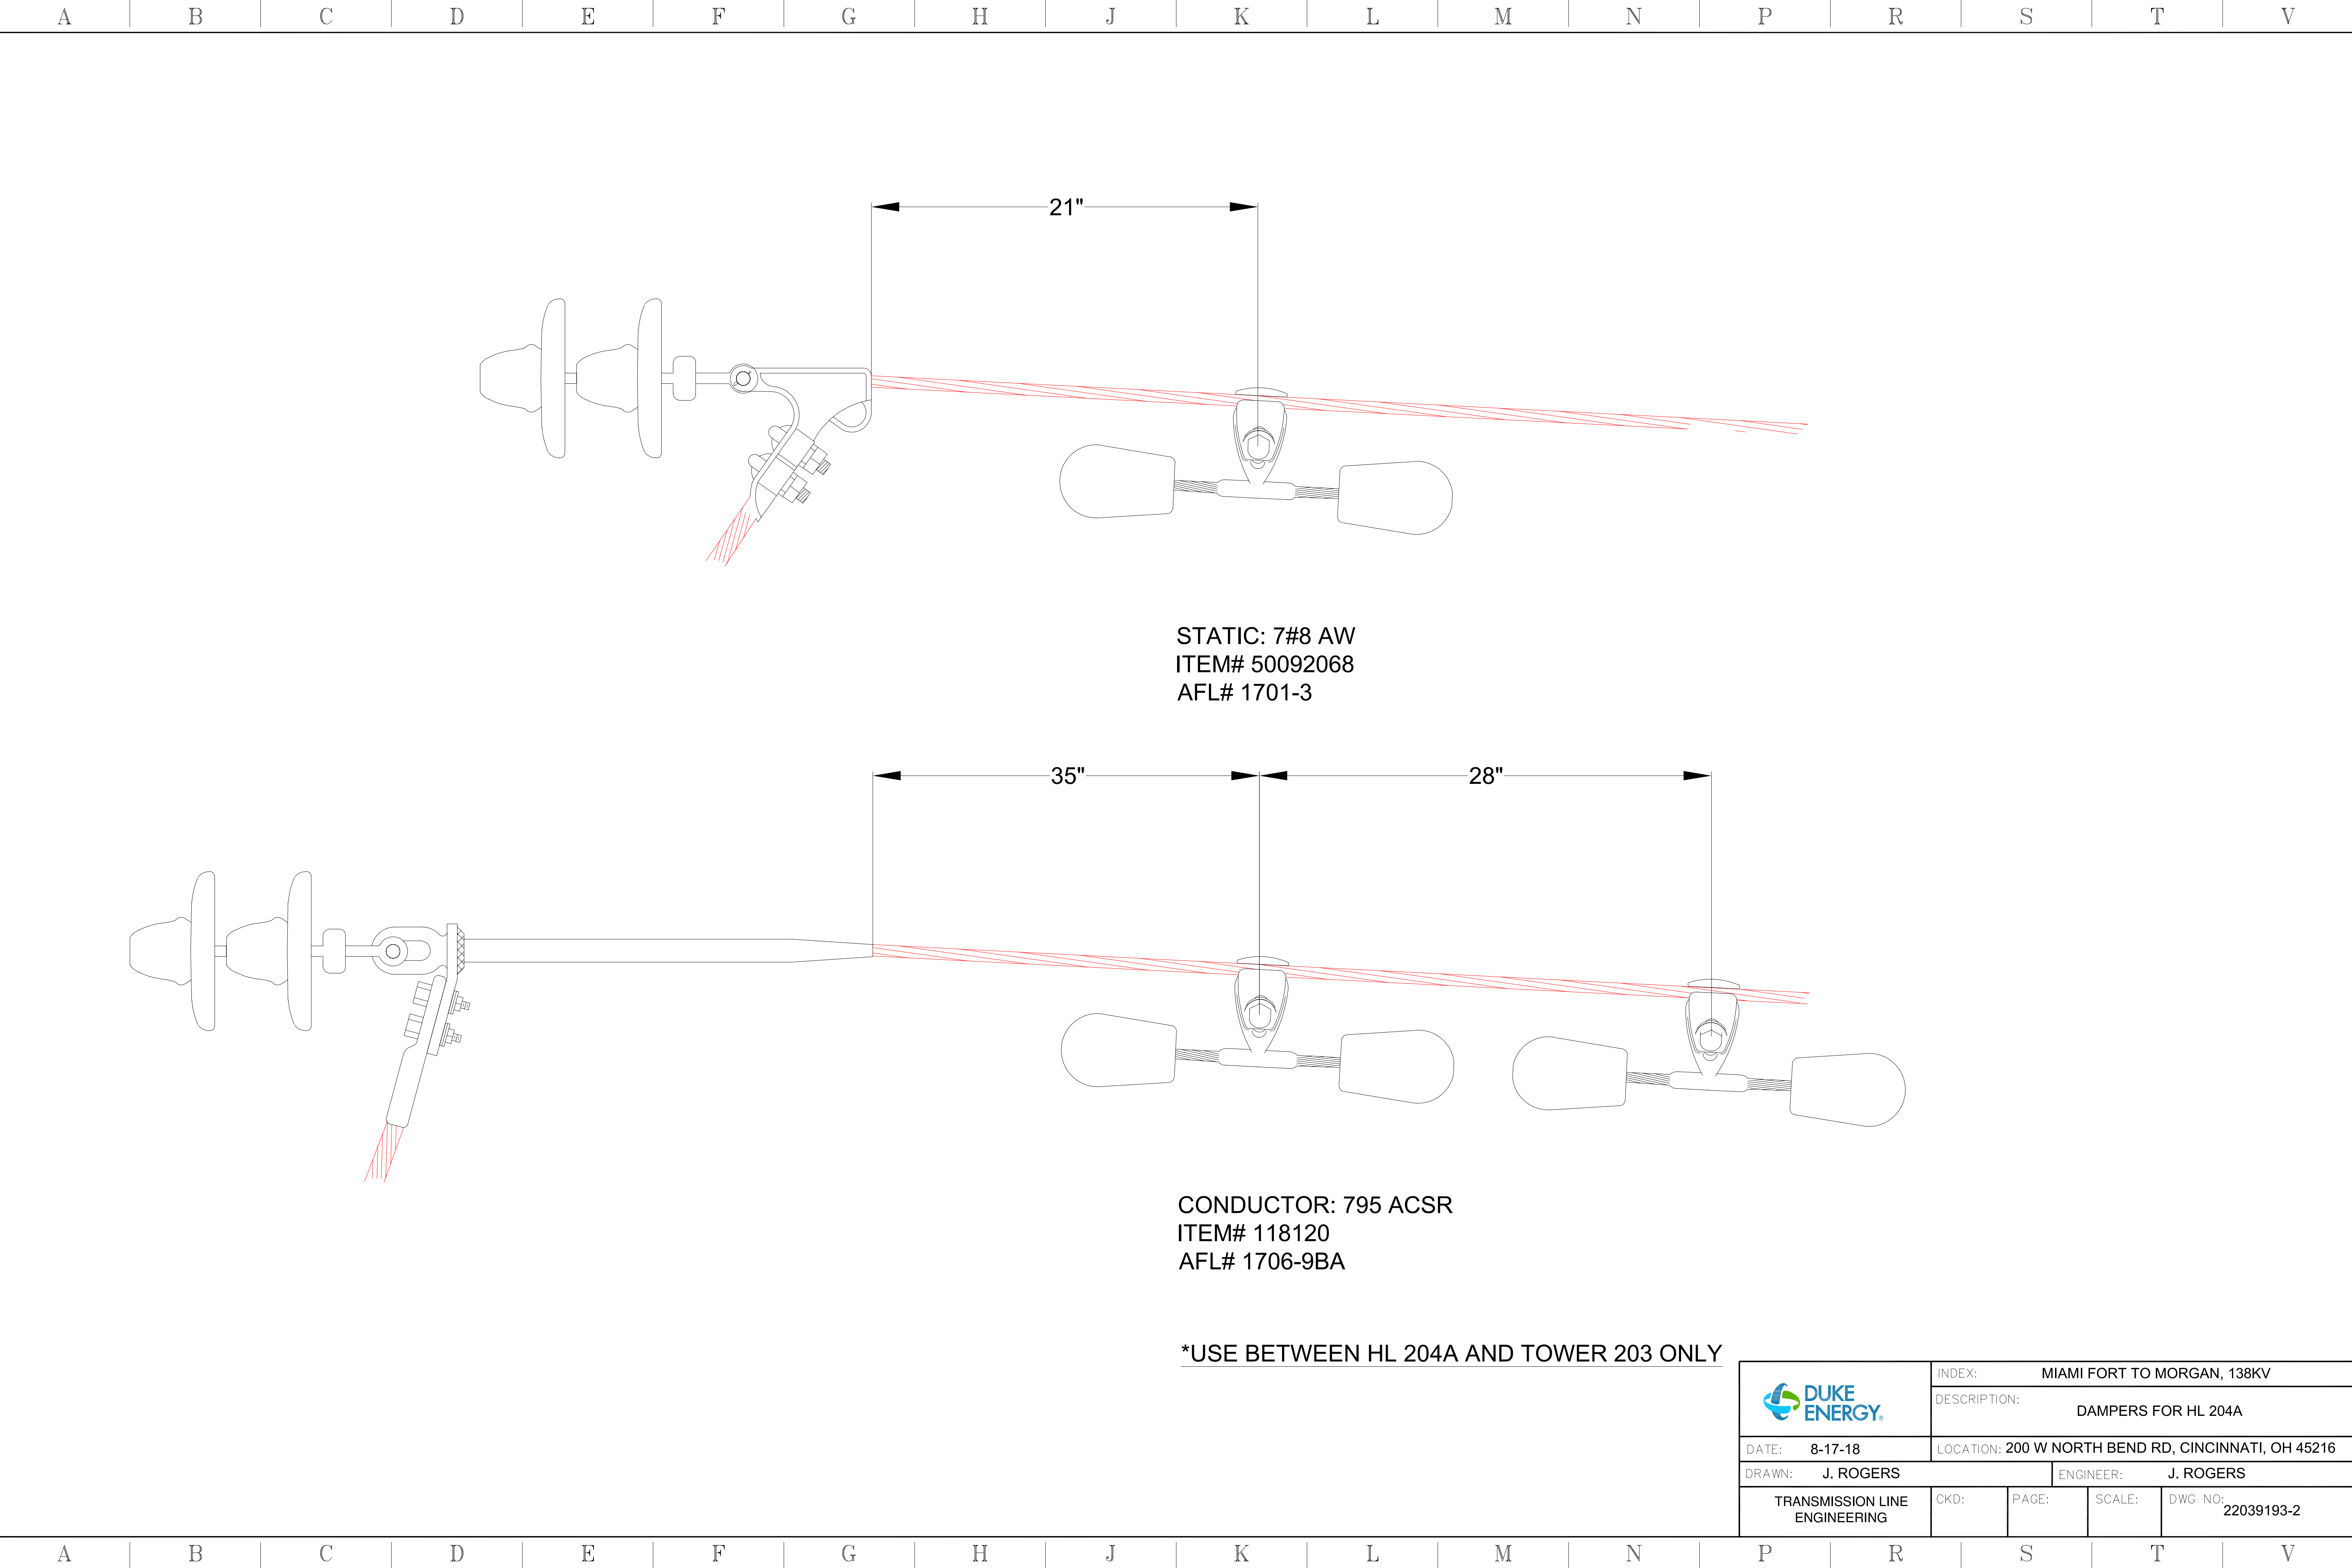 A B C D E F G H J K L M N P R S T V
21"
STATIC: 7#8 AW
ITEM# 50092068
AFL# 1701-3
35" 28"
CONDUCTOR: 795 ACSR
ITEM# 118120
AFL# 1706-9BA
*USE BETWEEN HL 204A AND TOWER 203 ONLY
DUKE
ENERGY®
INDEX: MIAMI FORT TO MORGAN, 138KV
DESCRIPTION:
DAMPERS FOR HL 204A
DATE: 8-17-18
LOCATION: 200 W NORTH BEND RD, CINCINNATI, OH 45216
DRAWN: J. ROGERS
ENGINEER: J. ROGERS
TRANSMISSION LINE
ENGINEERING
CKD:
PAGE:
SCALE:
DWG NO:
22039193-2
A B C D E F G H J K L M N P R S T V